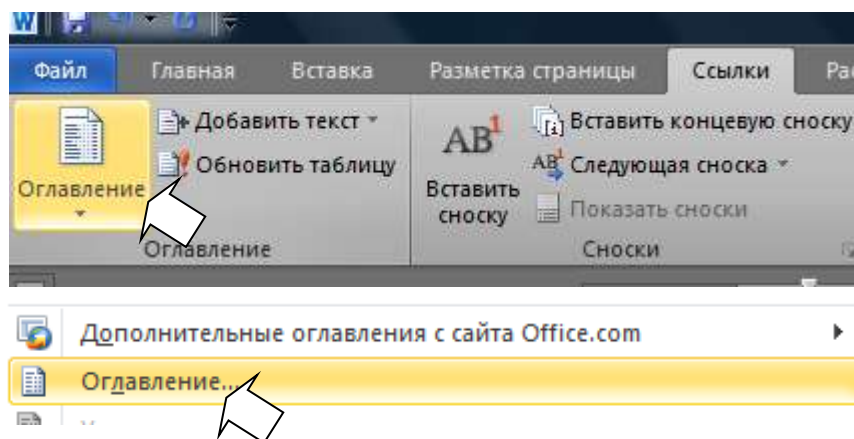 W
Файл Главная Вставка Разметка страницы Ссылки
Добавить текст
Обновить таблицу
Оглавление
Оглавление
AB1
Вставить сноску
Вставить концевую сноску
AB Следующая сноска
Показать сноски
Сноски
Дополнительные оглавления с сайта Office.com
Оглавление...